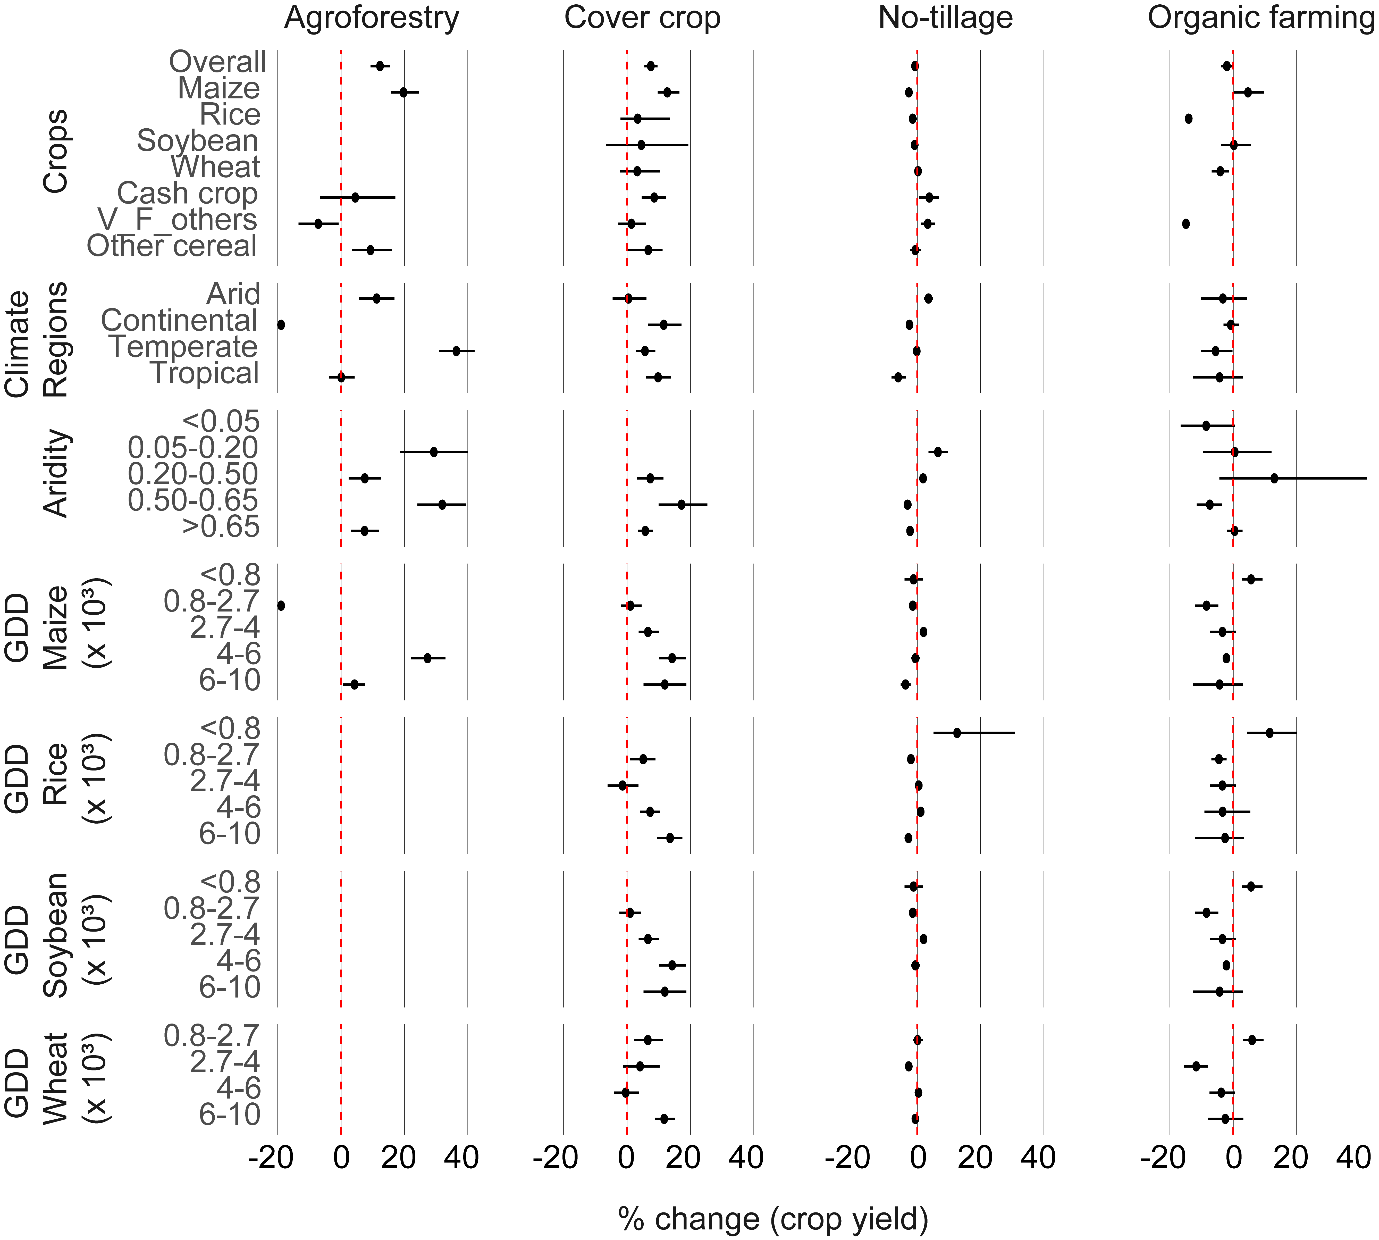 Agroforestry Cover crop No-tillage Organic farming
Crops
Overall
Maize
Rice
Soybean
Wheat
Cash crop
V_F_others
Other cereal
Climate
Regions
Arid
Continental
Temperate
Tropical
Aridity
<0.05
0.05-0.20
0.20-0.50
0.50-0.65
>0.65
GDD
Maize
(x 10³)
<0.8
0.8-2.7
2.7-4
4-6
6-10
GDD
Rice
(x 10³)
<0.8
0.8-2.7
2.7-4
4-6
6-10
GDD
Soybean
(x 10³)
<0.8
0.8-2.7
2.7-4
4-6
6-10
GDD
Wheat
(x 10³)
0.8-2.7
2.7-4
4-6
6-10
-20 0 20 40 -20 0 20 40 -20 0 20 40 -20 0 20 40
% change (crop yield)